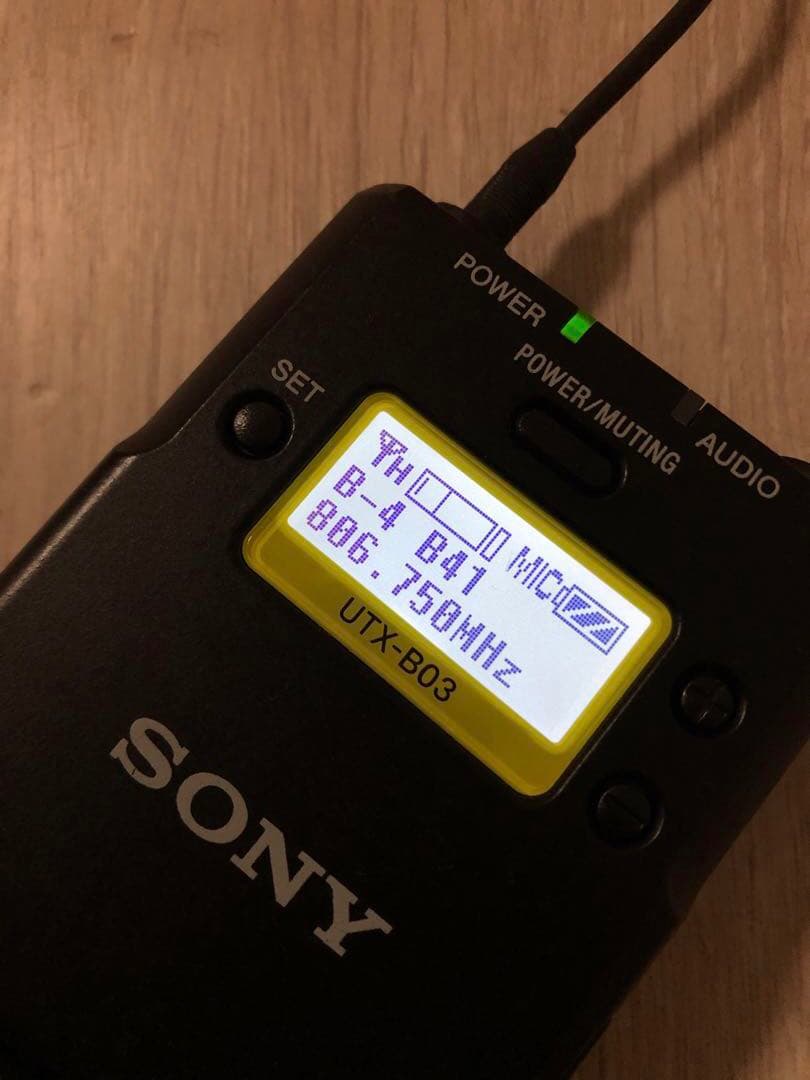 POWER
POWER/MUTING
AUDIO
SET
H MIC
B-4 B41
806.750MHz
UTX-B03
+
-
SONY